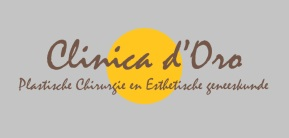 Clinica d'Oro
Plastische Chirurgie en Esthetische geneeskunde